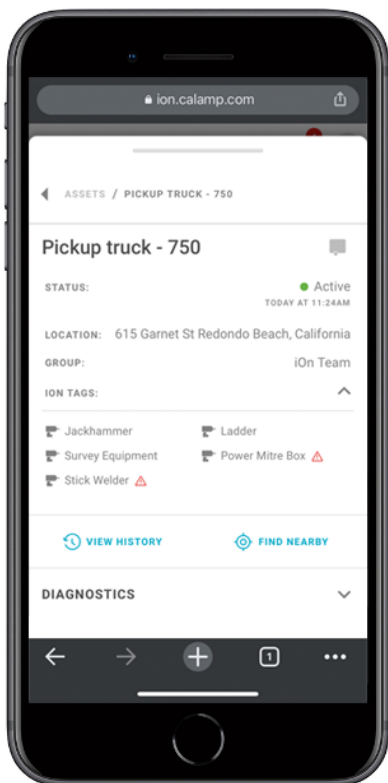 ion.calamp.com
ASSETS / PICKUP TRUCK - 750
Pickup truck - 750
STATUS: Active
TODAY AT 11:24AM
LOCATION: 615 Garnet St Redondo Beach, California
GROUP: iOn Team
ION TAGS:
Jackhammer Ladder
Survey Equipment Power Mitre Box
Stick Welder
VIEW HISTORY FIND NEARBY
DIAGNOSTICS
1